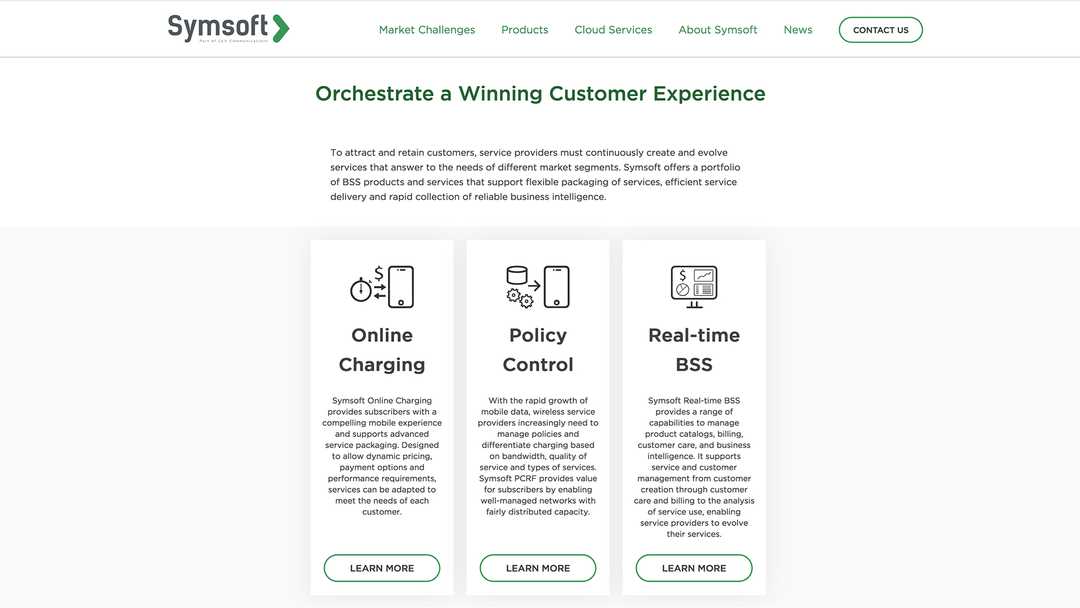 Symsoft
Part of CLX Communications
Market Challenges
Products
Cloud Services
About Symsoft
News
CONTACT US
Orchestrate a Winning Customer Experience
To attract and retain customers, service providers must continuously create and evolve
services that answer to the needs of different market segments. Symsoft offers a portfolio
of BSS products and services that support flexible packaging of services, efficient service
delivery and rapid collection of reliable business intelligence.
Online
Charging
Symsoft Online Charging
provides subscribers with a
compelling mobile experience
and supports advanced
service packaging. Designed
to allow dynamic pricing,
payment options and
performance requirements,
services can be adapted to
meet the needs of each
customer.
LEARN MORE
Policy
Control
With the rapid growth of
mobile data, wireless service
providers increasingly need to
manage policies and
differentiate charging based
on bandwidth, quality of
service and types of services.
Symsoft PCRF provides value
for subscribers by enabling
well-managed networks with
fairly distributed capacity.
LEARN MORE
Real-time
BSS
Symsoft Real-time BSS
provides a range of
capabilities to manage
product catalogs, billing,
customer care, and business
intelligence. It supports
service and customer
management from customer
creation through customer
care and billing to the analysis
of service use, enabling
service providers to evolve
their services.
LEARN MORE